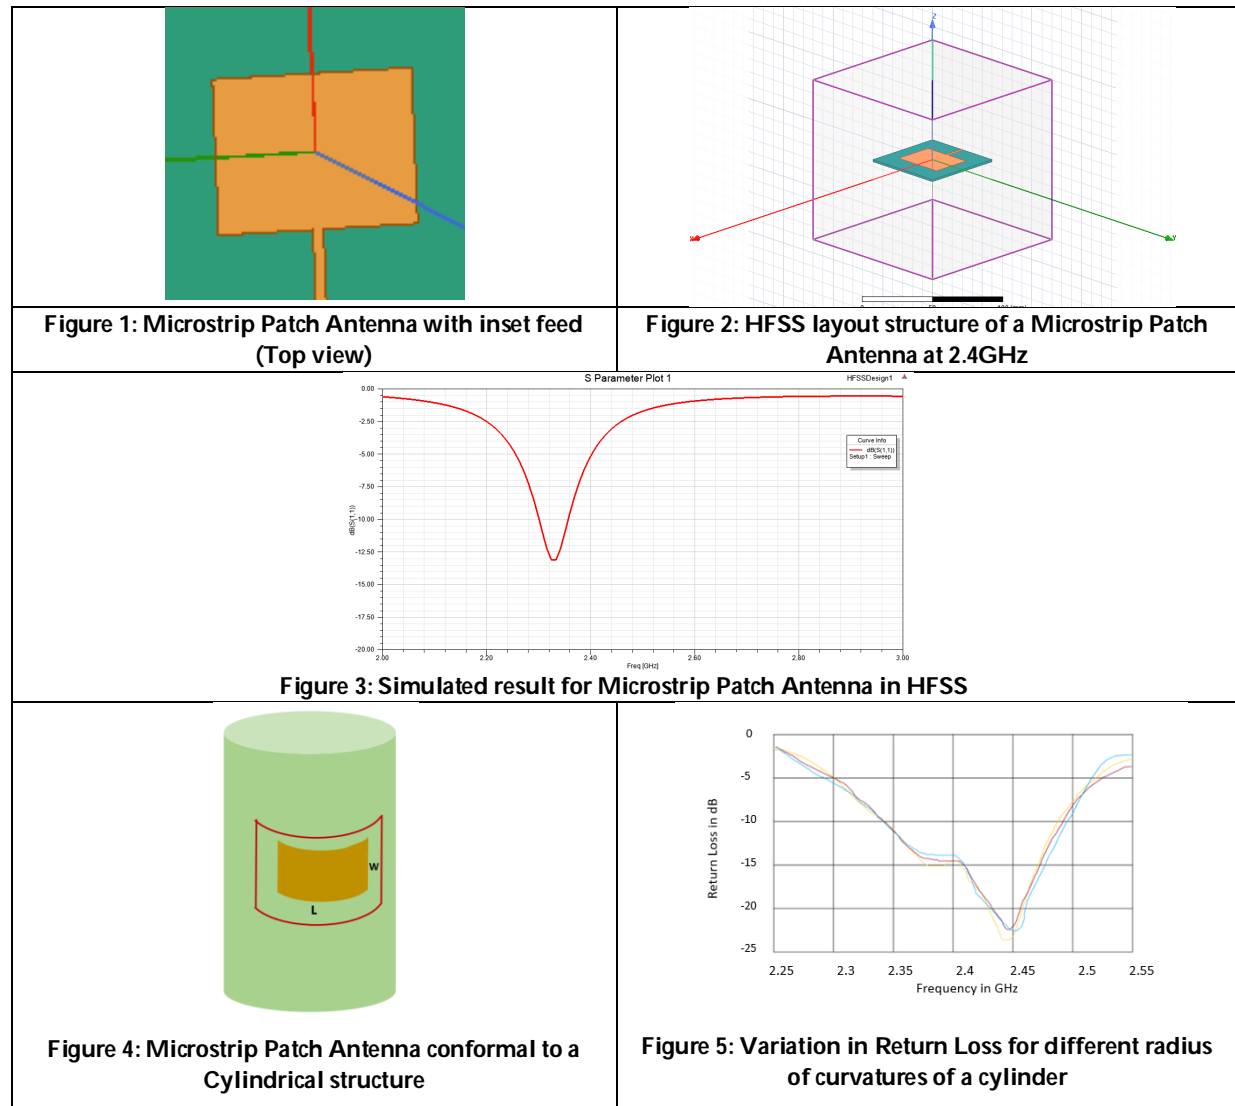 Z
X
Y
0
50
100 (mm)
Figure 1: Microstrip Patch Antenna with inset feed
(Top view)
Figure 2: HFSS layout structure of a Microstrip Patch
Antenna at 2.4GHz
S Parameter Plot 1
HFSSDesign1
0.00
-2.50
-5.00
-7.50
-10.00
-12.50
-15.00
-17.50
-20.00
dB(S(1,1))
Curve Info
dB(S(1,1))
Setup1 : Sweep
2.00
2.20
2.40
2.60
2.80
3.00
Freq [GHz]
Figure 3: Simulated result for Microstrip Patch Antenna in HFSS
W
L
Figure 4: Microstrip Patch Antenna conformal to a
Cylindrical structure
0
-5
-10
-15
-20
-25
Return Loss in dB
2.25
2.3
2.35
2.4
2.45
2.5
2.55
Frequency in GHz
Figure 5: Variation in Return Loss for different radius
of curvatures of a cylinder